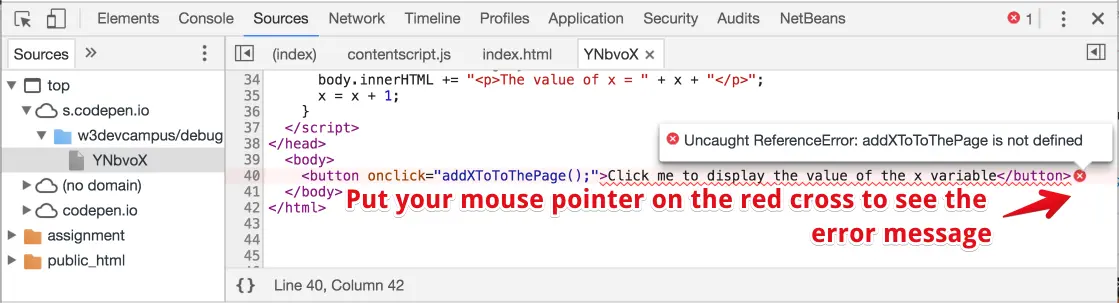 Elements Console Sources Network Timeline Profiles Application Security Audits NetBeans 1
Sources » (index) contentscript.js index.html YNbvoX ×
top
s.codepen.io
w3devcampus/debug
YNbvoX
(no domain)
codepen.io
assignment
public_html
34 body.innerHTML += "<p>The value of x = " + x + "</p>";
35 x = x + 1;
36 }
37 </script>
38 </head>
39 <body>
Uncaught ReferenceError: addXToToThePage is not defined
40 <button onclick="addXToToThePage();">Click me to display the value of the x variable</button>
41 </body>
42 </html>
43
44
45
Put your mouse pointer on the red cross to see the
error message
{} Line 40, Column 42